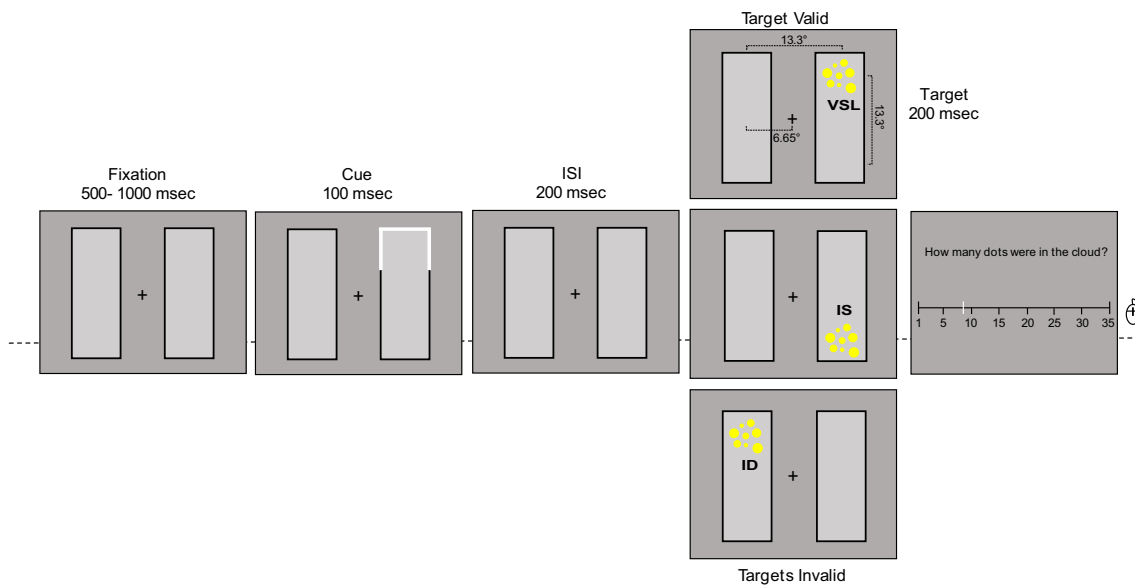 Target Valid
13.3°
VSL
13.3°
+
6.65°
Target
200 msec
Fixation
500- 1000 msec
Cue
100 msec
ISI
200 msec
+
+
+
+
IS
How many dots were in the cloud?
1 5 10 15 20 25 30 35
ID
+
Targets Invalid